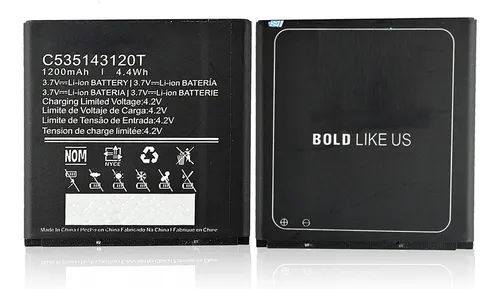 C535143120T
1200mAh I 4.4Wh
3.7V Li-ion BATTERY | 3.7V Li-ion BATERÍA
3.7V Li-ion BATERIA | 3.7V Li-ion BATTERIE
Charging Limited Voltage:4.2V
Limite de Voltaje de Carga:4.2V
Limite de Tensão de Entrada:4.2V
Tension de charge limitée:4.2V
NOM
NYCE
Made in China I Hecho en China Fabricado Na China I Fabriqué en Chine
BOLD LIKE US